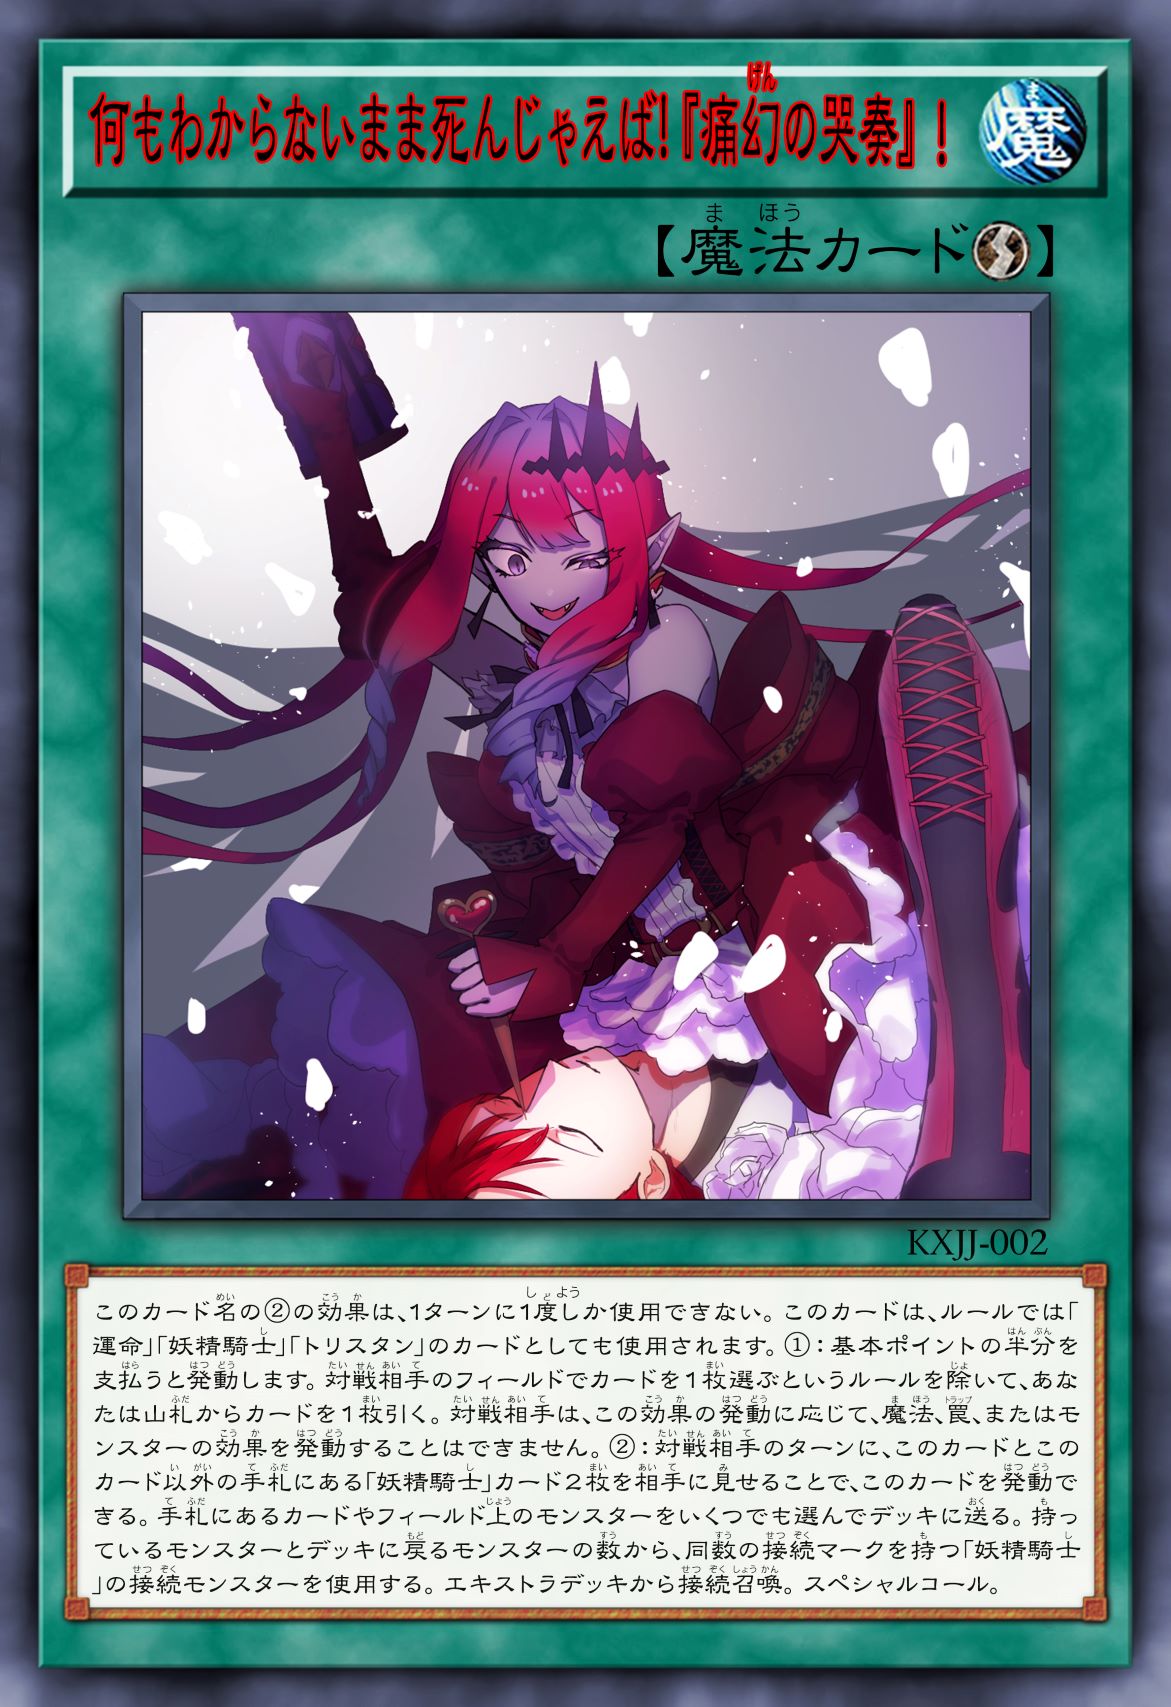 何もわからないまま死んじゃえば!『痛幻の哭奏』!
魔
【魔法カード】
KXJJ-002
このカード名の②の効果は、1ターンに1度しか使用できない。このカードは、ルールでは「
運命」「妖精騎士」「トリスタン」のカードとしても使用されます。①：基本ポイントの半分を
支払うと発動します。対戦相手のフィールドでカードを1枚選ぶというルールを除いて、あな
たは山札からカードを1枚引く。対戦相手は、この効果の発動に応じて、魔法、罠、またはモ
ンスターの効果を発動することはできません。②：対戦相手のターンに、このカードとこの
カード以外の手札にある「妖精騎士」カード2枚を相手に見せることで、このカードを発動で
きる。手札にあるカードやフィールド上のモンスターをいくつでも選んでデッキに送る。持っ
ているモンスターとデッキに戻るモンスターの数から、同数の接続マークを持つ「妖精騎士
」の接続モンスターを使用する。エキストラデッキから接続召喚。スペシャルコール。